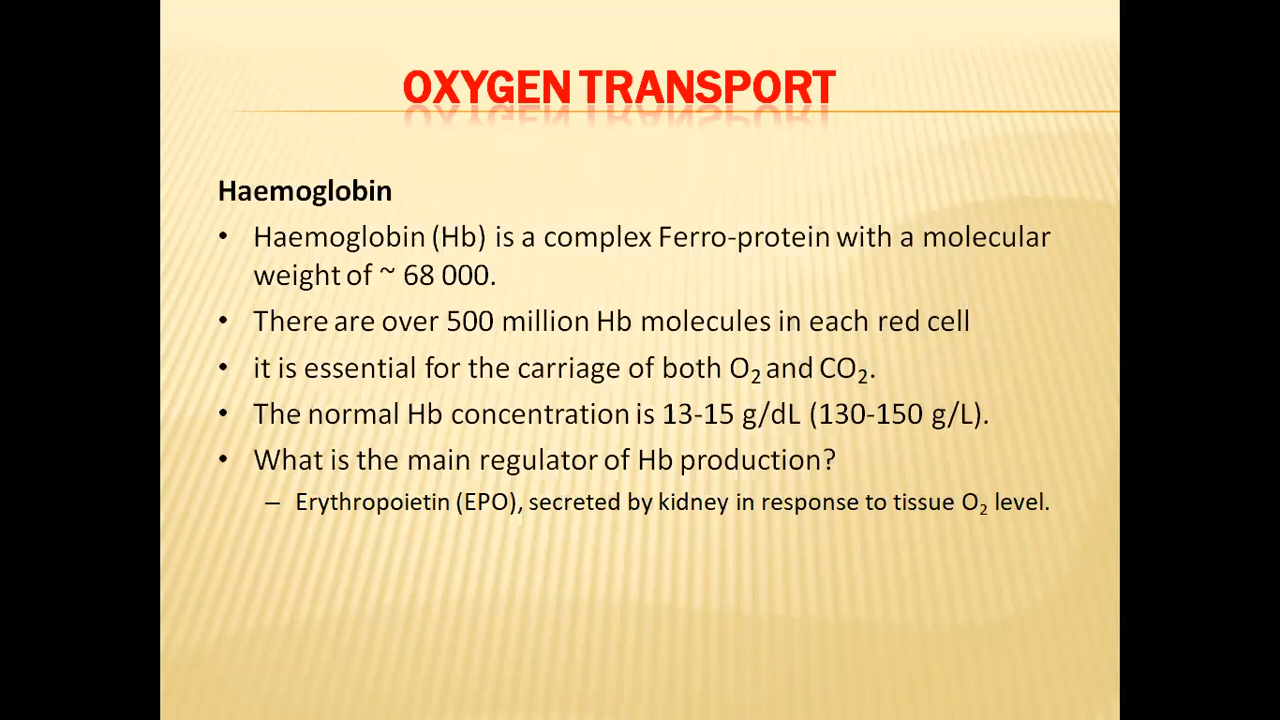 OXYGEN TRANSPORT
Haemoglobin
• Haemoglobin (Hb) is a complex Ferro-protein with a molecular
weight of ~ 68 000.
• There are over 500 million Hb molecules in each red cell
• it is essential for the carriage of both O₂ and CO₂.
• The normal Hb concentration is 13-15 g/dL (130-150 g/L).
• What is the main regulator of Hb production?
– Erythropoietin (EPO), secreted by kidney in response to tissue O₂ level.